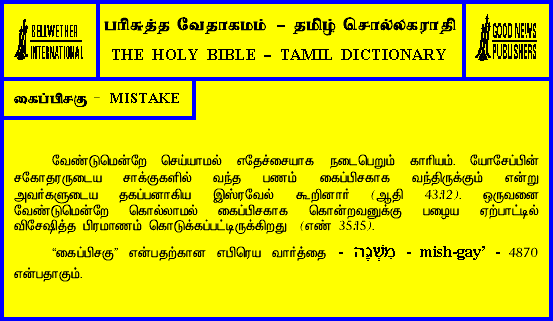 BELLWETHER
INTERNATIONAL
பரிசுத்த வேதாகமம் – தமிழ் சொல்லகராதி
THE HOLY BIBLE – TAMIL DICTIONARY
GOOD NEWS
PUBLISHERS
கைப்பிசகு - MISTAKE
வேண்டுமென்றே செய்யாமல் எதேச்சையாக நடைபெறும் காரியம். யோசேப்பின்
சகோதரருடைய சாக்குகளில் வந்த பணம் கைப்பிசகாக வந்திருக்கும் என்று
அவர்களுடைய தகப்பனாகிய இஸ்ரவேல் கூறினார் (ஆதி 43:12). ஒருவனை
வேண்டுமென்றே கொல்லாமல் கைப்பிசகாக கொன்றவனுக்கு பழைய ஏற்பாட்டில்
விசேஷித்த பிரமாணம் கொடுக்கப்பட்டிருக்கிறது (எண் 35:15).
“கைப்பிசகு” என்பதற்கான எபிரெய வார்த்தை - מִשְׁגֶּה - mish-gay’ - 4870
என்பதாகும்.